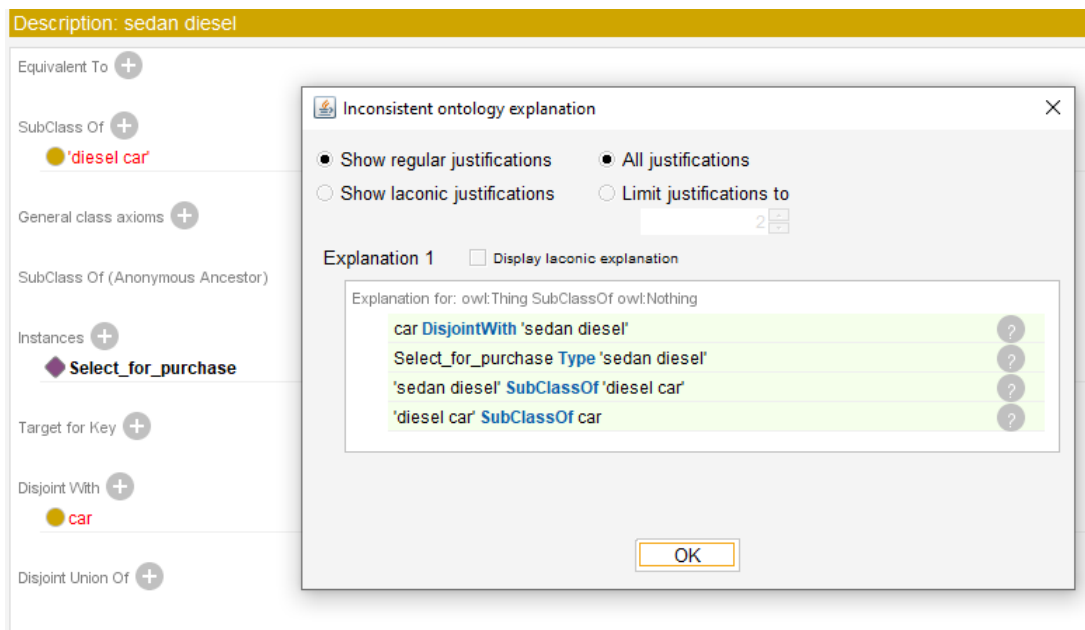 Description: sedan diesel
Equivalent To
SubClass Of
'diesel car'
General class axioms
SubClass Of (Anonymous Ancestor)
Instances
Select_for_purchase
Target for Key
Disjoint With
car
Disjoint Union Of
Inconsistent ontology explanation
Show regular justifications
All justifications
Show laconic justifications
Limit justifications to
2
Explanation 1
Display laconic explanation
Explanation for: owl:Thing SubClassOf owl:Nothing
car DisjointWith 'sedan diesel'
?
Select_for_purchase Type 'sedan diesel'
?
'sedan diesel' SubClassOf 'diesel car'
?
'diesel car' SubClassOf car
?
OK